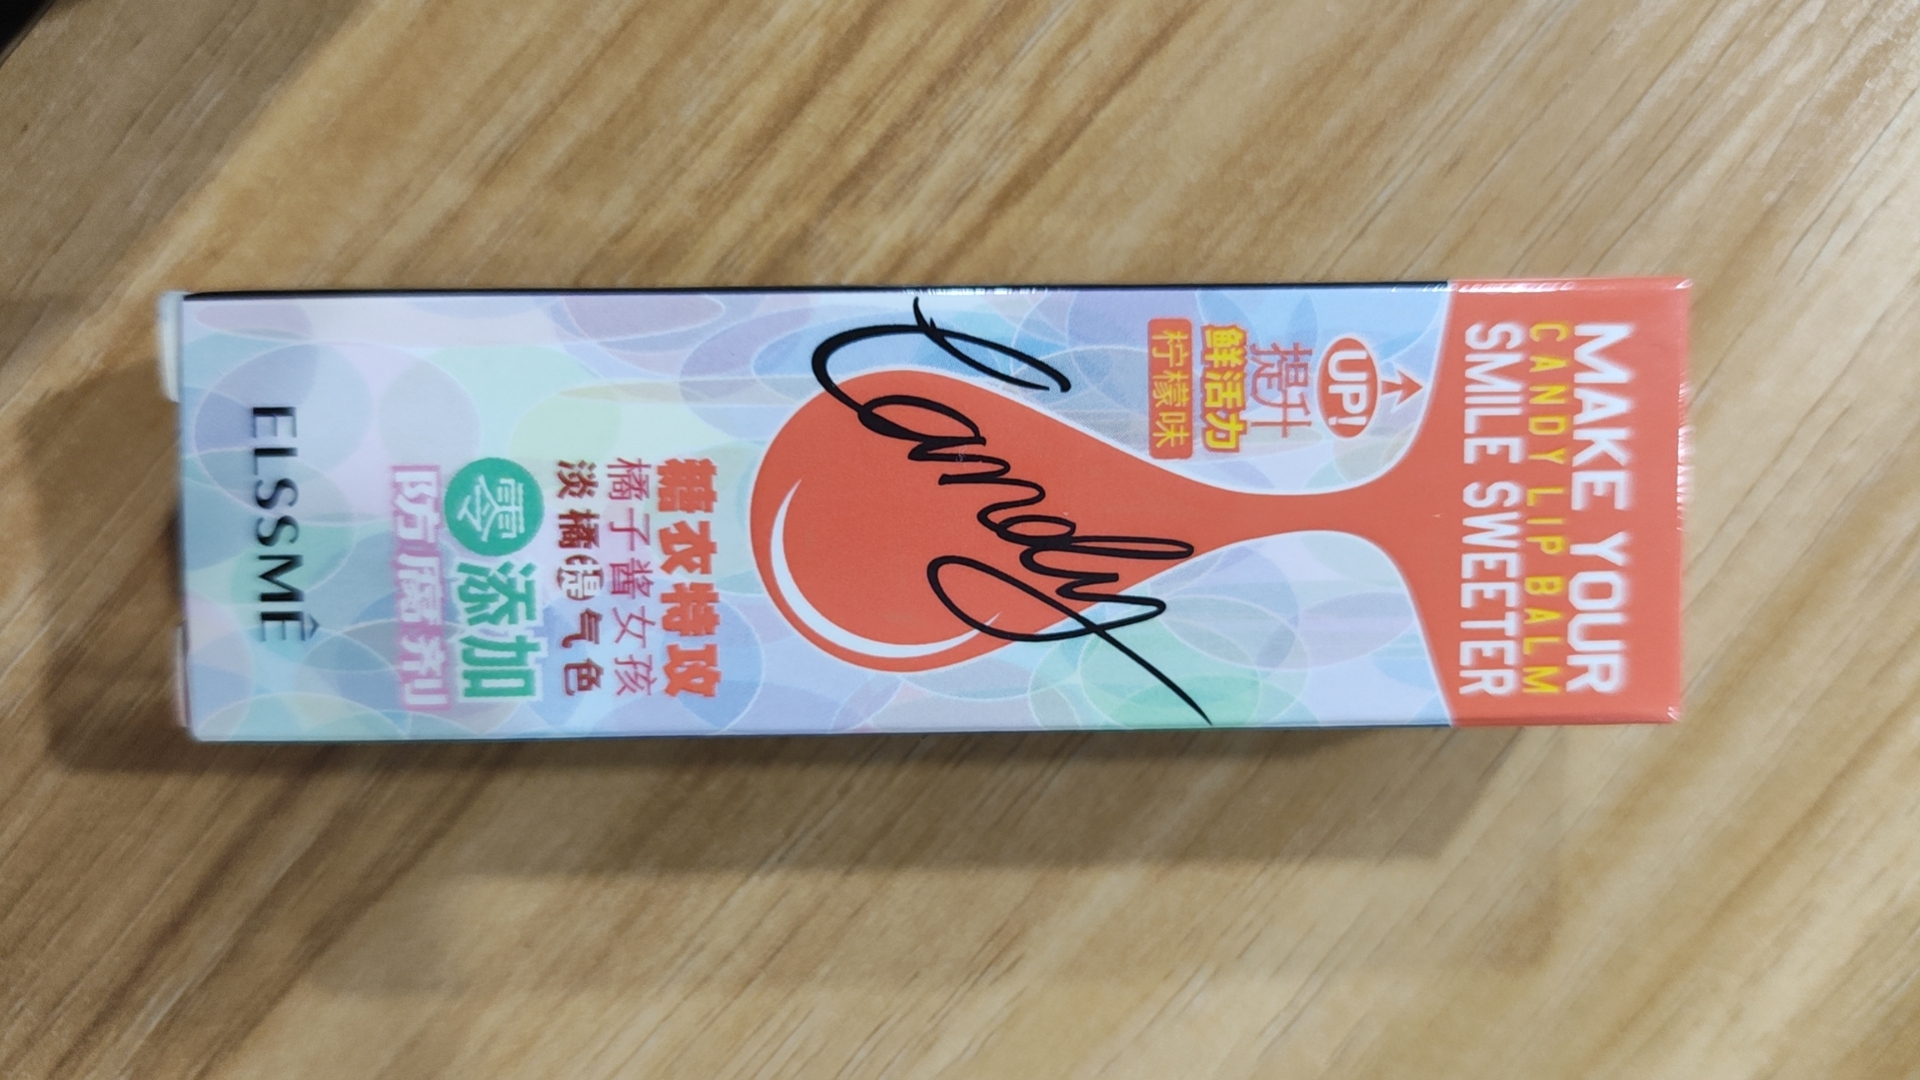 MAKE YOUR
CANDY LIP BALM
SMILE SWEETER
UP!
提升
鲜活力
柠檬味
Candy
糖衣特攻
橘子酱女孩
淡橘湿气色
零添加
防腐剂
ELSSMÊ